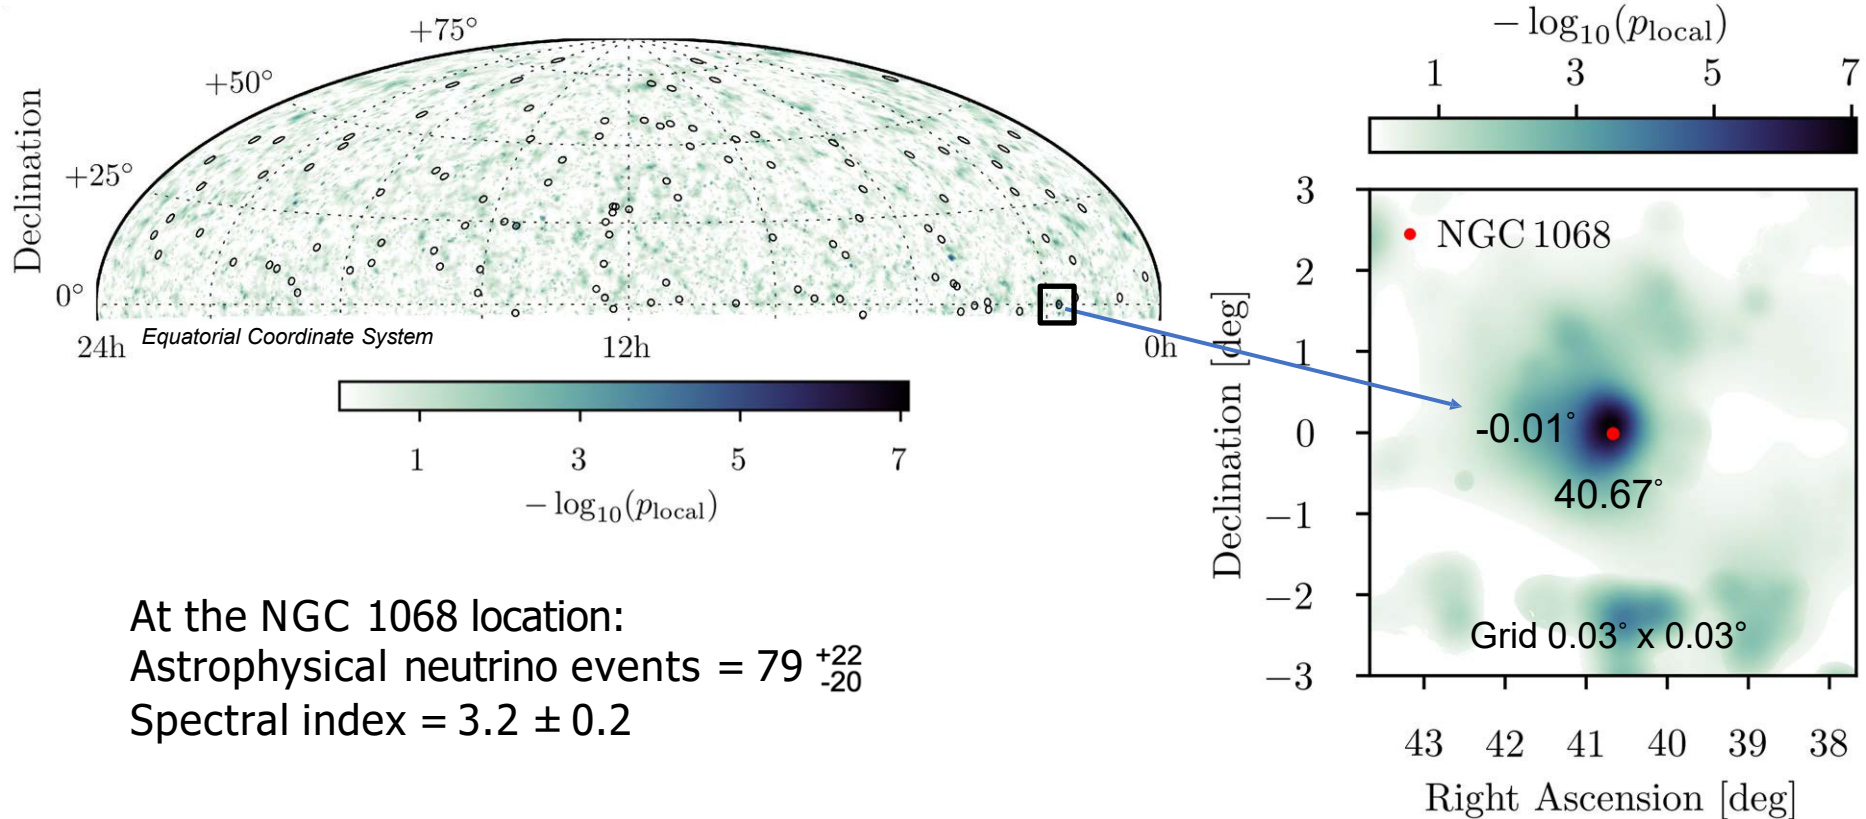 +75°
+50°
+25°
0°
Declination
24h
12h
0h
Equatorial Coordinate System
1 3 5 7
− log10(plocal)
At the NGC 1068 location:
Astrophysical neutrino events = 79 +22 -20
Spectral index = 3.2 ± 0.2
− log10(plocal)
1 3 5 7
NGC 1068
3
2
1
0
−1
−2
−3
Declination [deg]
-0.01°
40.67°
Grid 0.03° x 0.03°
43 42 41 40 39 38
Right Ascension [deg]